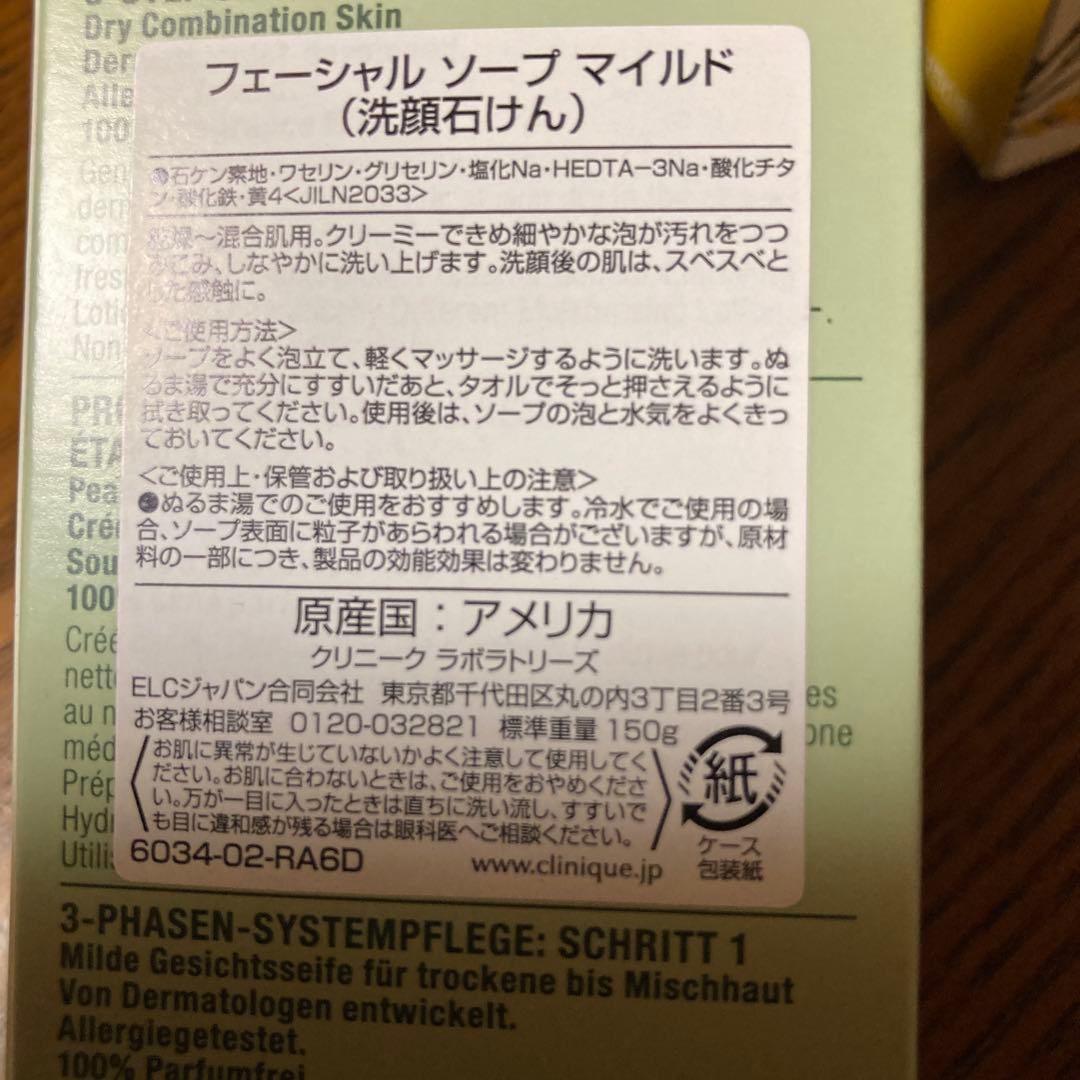 Dry Combination Skin
Der
Alle
100
Gen
derm
com
fres
Loti
Non-
フェーシャル ソープ マイルド
(洗顔石けん)
石ケン素地・ワセリン・グリセリン・塩化Na・HEDTA-3Na・酸化チタ
ン・酸化鉄・黄4<JILN2033>
乾燥〜混合肌用。クリーミーできめ細やかな泡が汚れをつつ
みこみ、しなやかに洗い上げます。洗顔後の肌は、スベスベと
した感触に。
<ご使用方法>
ソープをよく泡立て、軽くマッサージするように洗います。ぬ
るま湯で充分にすすいだあと、タオルでそっと押さえるように
拭き取ってください。使用後は、ソープの泡と水気をよくきっ
ておいてください。
<ご使用上・保管および取り扱い上の注意>
●ぬるま湯でのご使用をおすすめします。冷水でご使用の場
合、ソープ表面に粒子があらわれる場合がございますが、原材
料の一部につき、製品の効能効果は変わりません。
原産国:アメリカ
クリニーク ラボラトリーズ
ELCジャパン合同会社 東京都千代田区丸の内3丁目2番3号
お客様相談室 0120-032821 標準重量 150g
お肌に異常が生じていないかよく注意して使用してく
ださい。お肌に合わないときは、ご使用をおやめくださ
い。万が一目に入ったときは直ちに洗い流し、すすいで
も目に違和感が残る場合は眼科医へご相談ください。
紙
ケース
包装紙
6034-02-RA6D www.clinique.jp
PR
ÉTA
Pea
Cré
Sou
100
Créé
nett
au n
méd
Prép
Hydr
Utili
es
one
3-PHASEN-SYSTEMPFLEGE: SCHRITT 1
Milde Gesichtsseife für trockene bis Mischhaut
Von Dermatologen entwickelt.
Allergiegetestet.
100% Parfumfrei